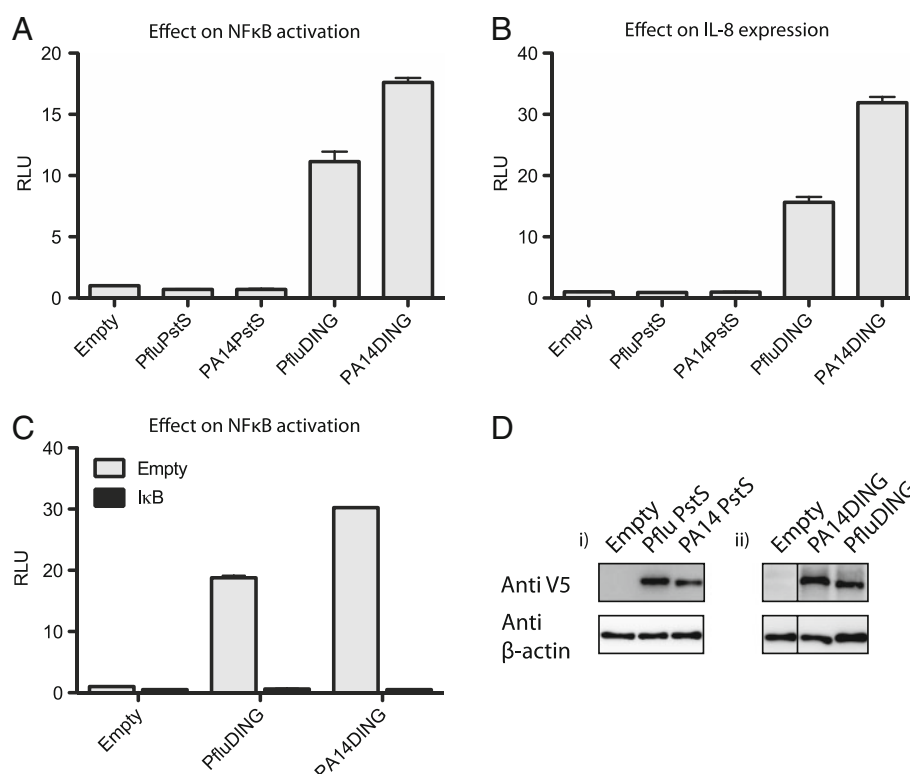 A
Effect on NFκB activation
20
15
10
5
0
RLU
Empty
PfluPstS
PA14PstS
PfluDING
PA14DING
B
Effect on IL-8 expression
40
30
20
10
0
RLU
Empty
PfluPstS
PA14PstS
PfluDING
PA14DING
C
Effect on NFκB activation
40
30
20
10
0
RLU
Empty
IκB
Empty
PfluDING
PA14DING
D
i)
Empty
Pflu PstS
PA14 PstS
ii)
Empty
PA14DING
PfluDING
Anti V5
Anti
β-actin